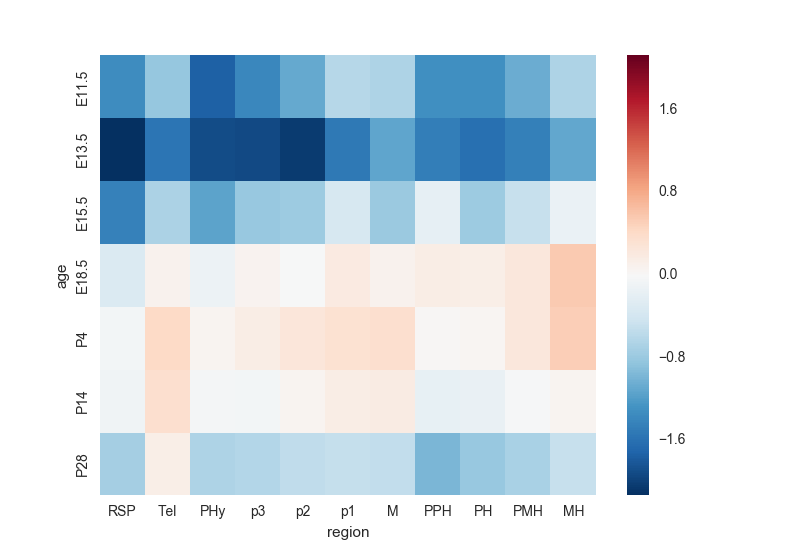 E11.5
E13.5
E15.5
E18.5
P4
P14
P28
age
RSP Tel PHy p3 p2 p1 M PPH PH PMH MH
region
1.6
0.8
0.0
−0.8
−1.6